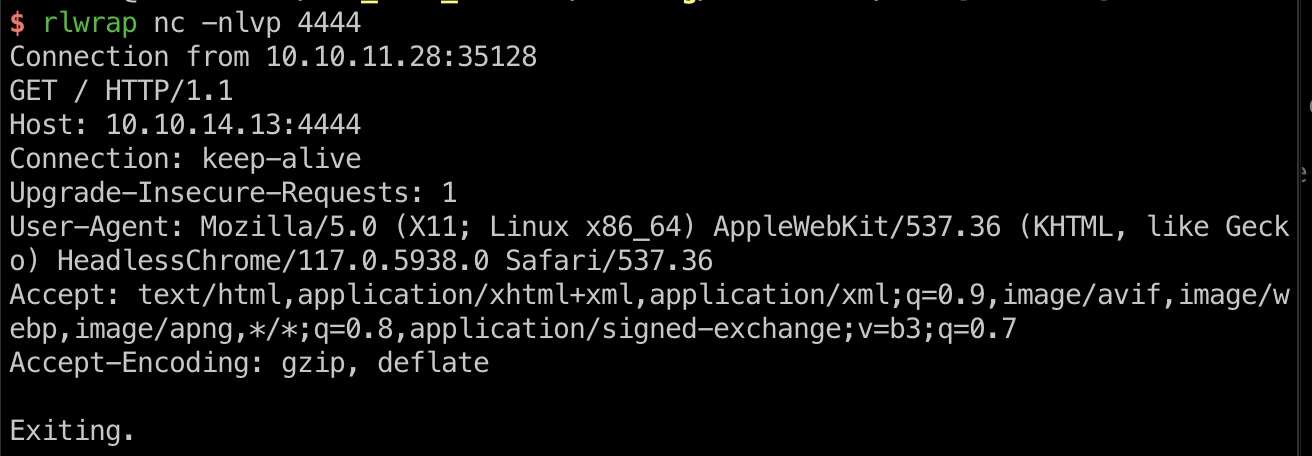 $ rlwrap nc -nlvp 4444
Connection from 10.10.11.28:35128
GET / HTTP/1.1
Host: 10.10.14.13:4444
Connection: keep-alive
Upgrade-Insecure-Requests: 1
User-Agent: Mozilla/5.0 (X11; Linux x86_64) AppleWebKit/537.36 (KHTML, like Geck
o) HeadlessChrome/117.0.5938.0 Safari/537.36
Accept: text/html,application/xhtml+xml,application/xml;q=0.9,image/avif,image/w
ebp,image/apng,*/*;q=0.8,application/signed-exchange;v=b3;q=0.7
Accept-Encoding: gzip, deflate
Exiting.